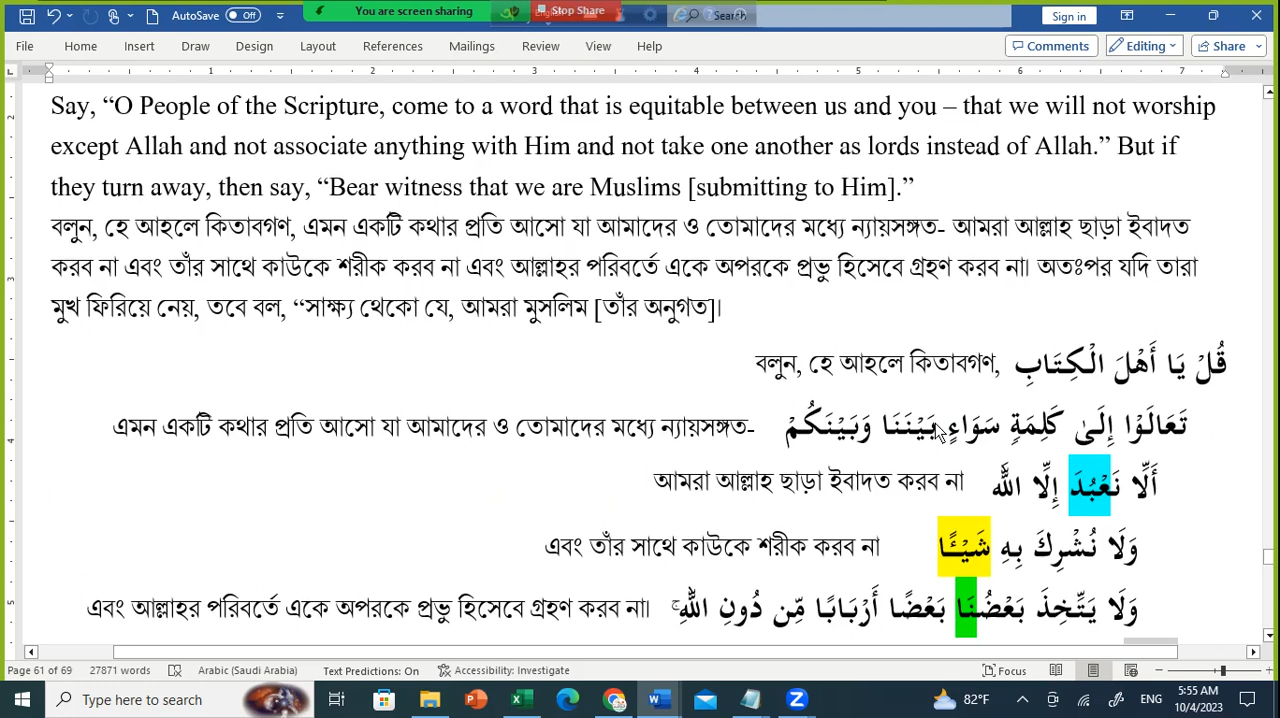 AutoSave Off
You are screen sharing
Stop Share
Search
Sign in
File Home Insert Draw Design Layout References Mailings Review View Help
Comments Editing Share
1 2 3 4 5 6 7
Say, “O People of the Scripture, come to a word that is equitable between us and you – that we will not worship
except Allah and not associate anything with Him and not take one another as lords instead of Allah.” But if
they turn away, then say, “Bear witness that we are Muslims [submitting to Him].”
বলুন, হে আহলে কিতাবগণ, এমন একটি কথার প্রতি আসো যা আমাদের ও তোমাদের মধ্যে ন্যায়সঙ্গত- আমরা আল্লাহ ছাড়া ইবাদত
করব না এবং তাঁর সাথে কাউকে শরীক করব না এবং আল্লাহর পরিবর্তে একে অপরকে প্রভু হিসেবে গ্রহণ করব না। অতঃপর যদি তারা
মুখ ফিরিয়ে নেয়, তবে বল, “সাক্ষ্য থেকো যে, আমরা মুসলিম [তাঁর অনুগত]।
قُلْ يَا أَهْلَ الْكِتَابِ বলুন, হে আহলে কিতাবগণ,
تَعَالَوْا إِلَىٰ كَلِمَةٍ سَوَاءٍ بَيْنَنَا وَبَيْنَكُمْ এমন একটি কথার প্রতি আসো যা আমাদের ও তোমাদের মধ্যে ন্যায়সঙ্গত-
أَلَّا نَعْبُدَ إِلَّا اللَّه আমরা আল্লাহ ছাড়া ইবাদত করব না
وَلَا نُشْرِكَ بِهِ شَيْئًا এবং তাঁর সাথে কাউকে শরীক করব না
وَلَا يَتَّخِذَ بَعْضُنَا بَعْضًا أَرْبَابًا مِّن دُونِ اللَّهِ ۚ এবং আল্লাহর পরিবর্তে একে অপরকে প্রভু হিসেবে গ্রহণ করব না।
Page 61 of 69 27871 words Arabic (Saudi Arabia) Text Predictions: On Accessibility: Investigate Focus
Type here to search 82°F ENG 5:55 AM
10/4/2023